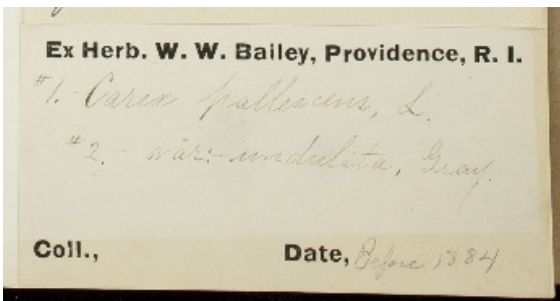 Ex Herb. W. W. Bailey, Providence, R. I.
#1. - Carex pallescens, L.
#2. - var. - undulata, Gray.
Coll., Date, Before 1884